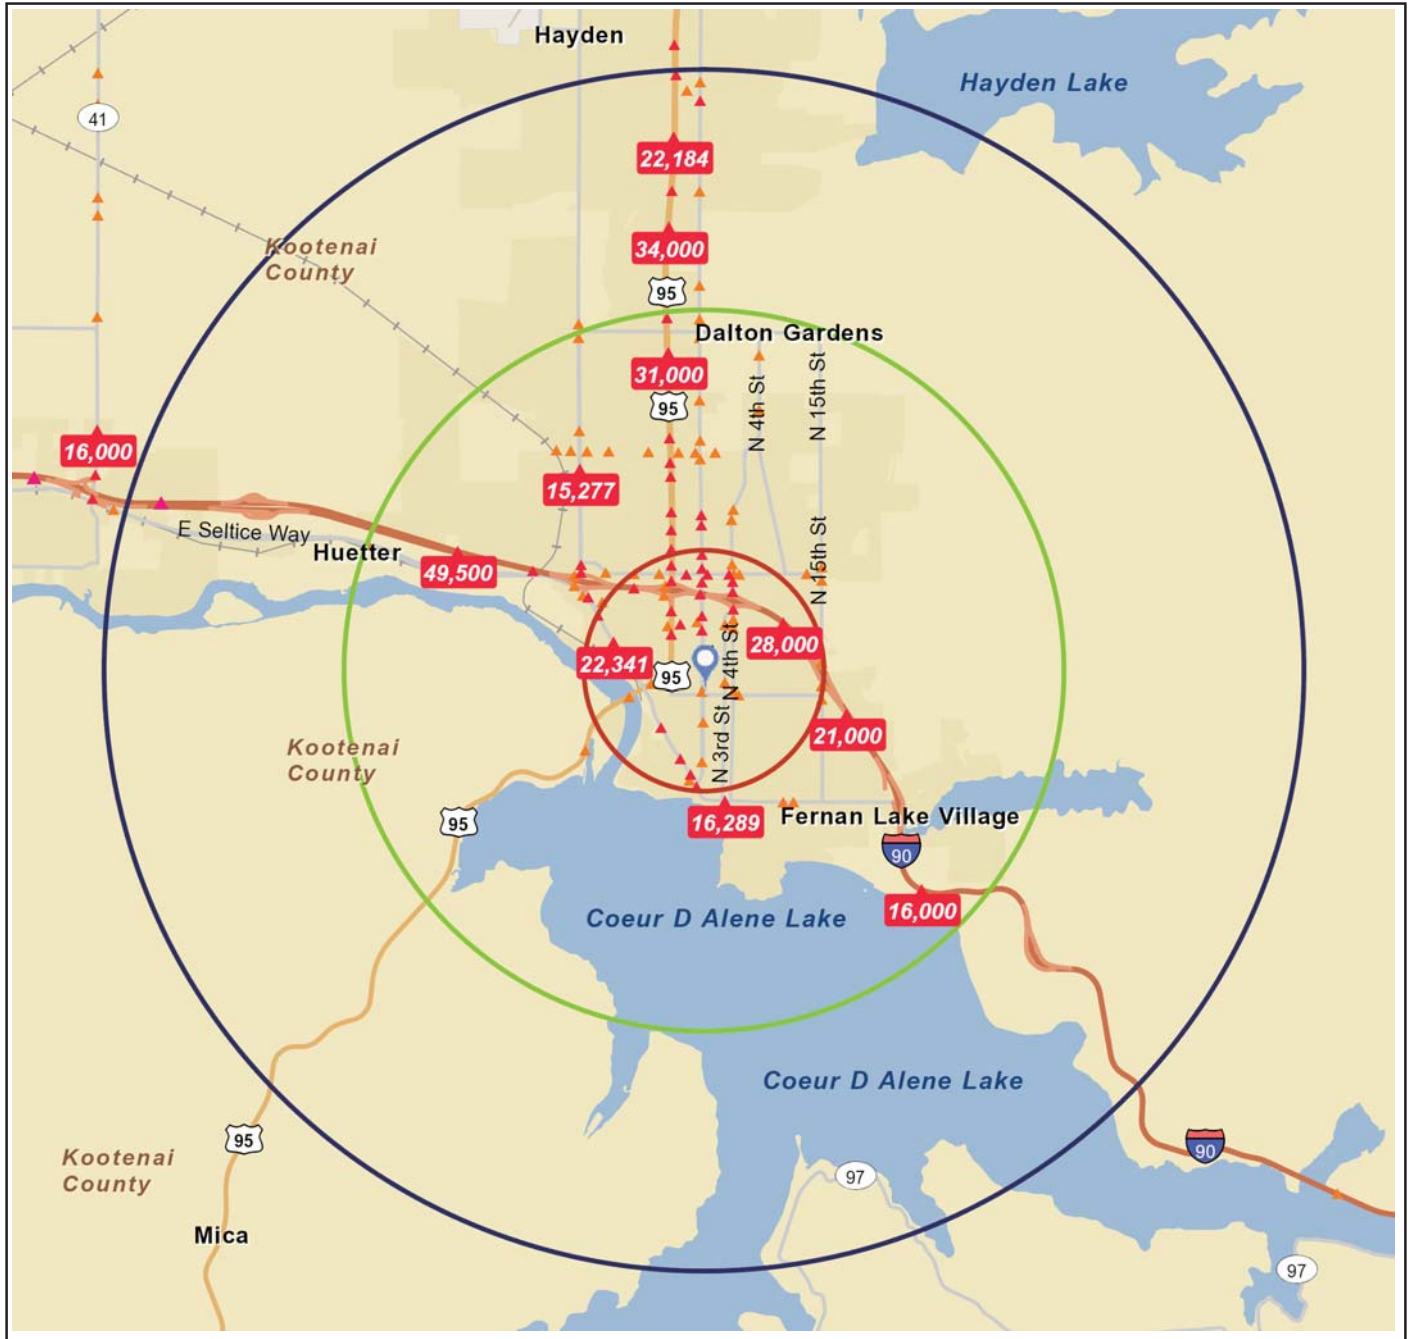 Hayden
Hayden Lake
41
22,184
Kootenai
County
34,000
95
Dalton Gardens
31,000
95
N 4th St
N 15th St
16,000
15,277
E Seltice Way
Huetter
49,500
N 15th St
28,000
22,341
95
N 4th St
N 3rd St
21,000
Kootenai
County
95
16,289
Fernan Lake Village
90
16,000
Coeur D Alene Lake
Coeur D Alene Lake
95
90
Kootenai
County
97
Mica
97